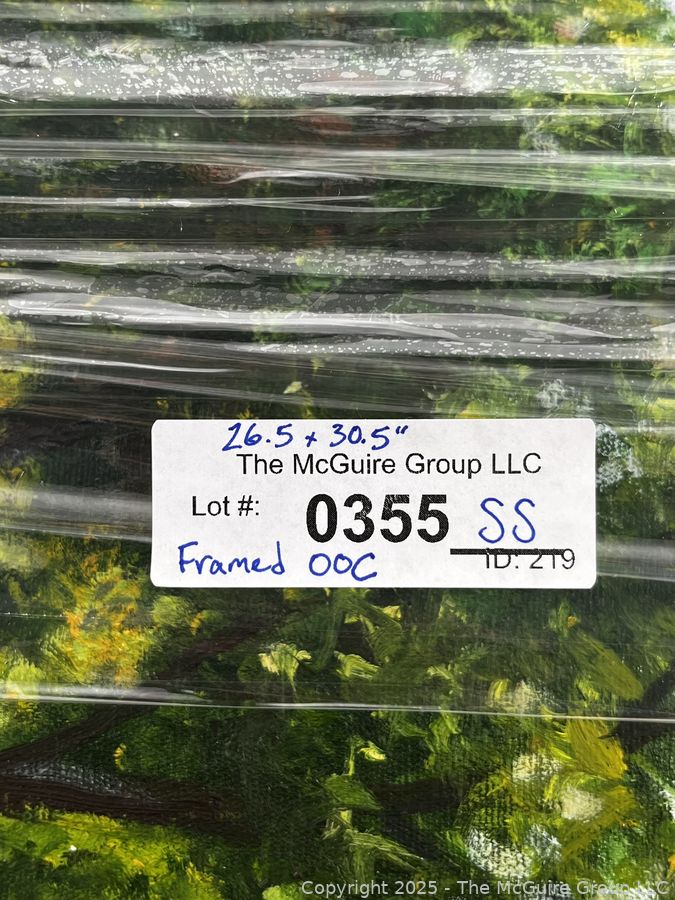 26.5 + 30.5"
The McGuire Group LLC
Lot #: 0355 SS
Framed OOC ID: 219
Copyright 2025 - The McGuire Group LLC